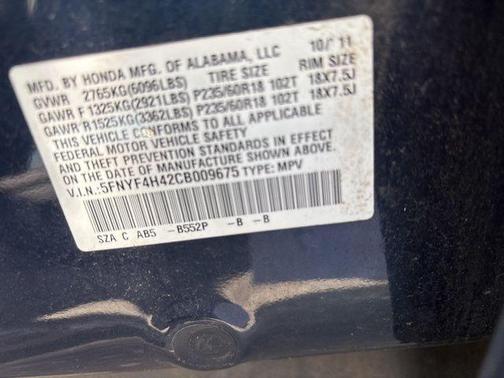 MFD. BY HONDA MFG. OF ALABAMA, LLC 10/11
GVWR 2765KG(6096LBS) TIRE SIZE RIM SIZE
GAWR F1325KG(2921LBS) P235/60R18 102T 18X7.5J
GAWR R1525KG(3362LBS) P235/60R18 102T 18X7.5J
THIS VEHICLE CONFORMS TO ALL APPLICABLE
FEDERAL MOTOR VEHICLE SAFETY
AND THEFT PREVENTION STANDARDS IN EFFECT
ON THE DATE OF MANUFACTURE SHOWN ABOVE.
V.I.N.:5FNYF4H42CB009675 TYPE: MPV
SZA C AB5 -B552P -B -B